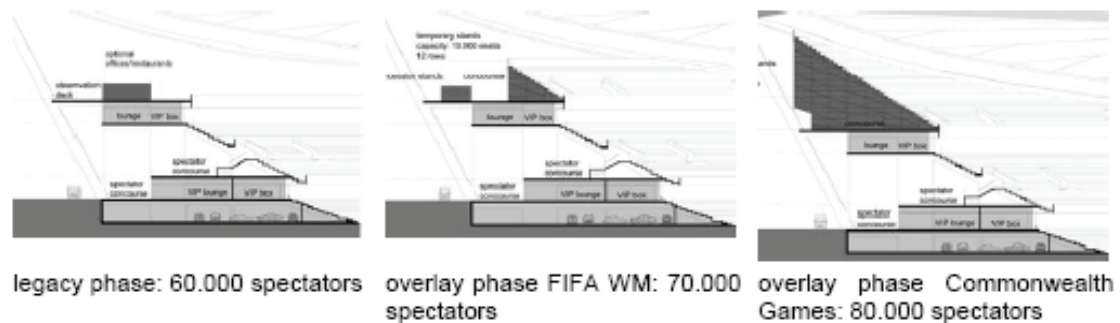 optional
offices/restaurants
observation
deck
lounge VIP box
spectator
concourse
spectator
concourse
VIP lounge VIP box
legacy phase: 60.000 spectators
temporary stands
capacity: 10.000 seats
12 rows
concourse
lounge VIP box
spectator
concourse
spectator
concourse
VIP lounge VIP box
overlay phase FIFA WM: 70.000
spectators
concourse
lounge VIP box
spectator
concourse
spectator
concourse
VIP lounge VIP box
overlay phase Commonwealth
Games: 80.000 spectators